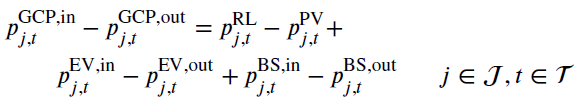 p_{j,t}^{GCP,in} − p_{j,t}^{GCP,out} = p_{j,t}^{RL} − p_{j,t}^{PV} +
p_{j,t}^{EV,in} − p_{j,t}^{EV,out} + p_{j,t}^{BS,in} − p_{j,t}^{BS,out} j ∈ 𝒥, t ∈ 𝒯